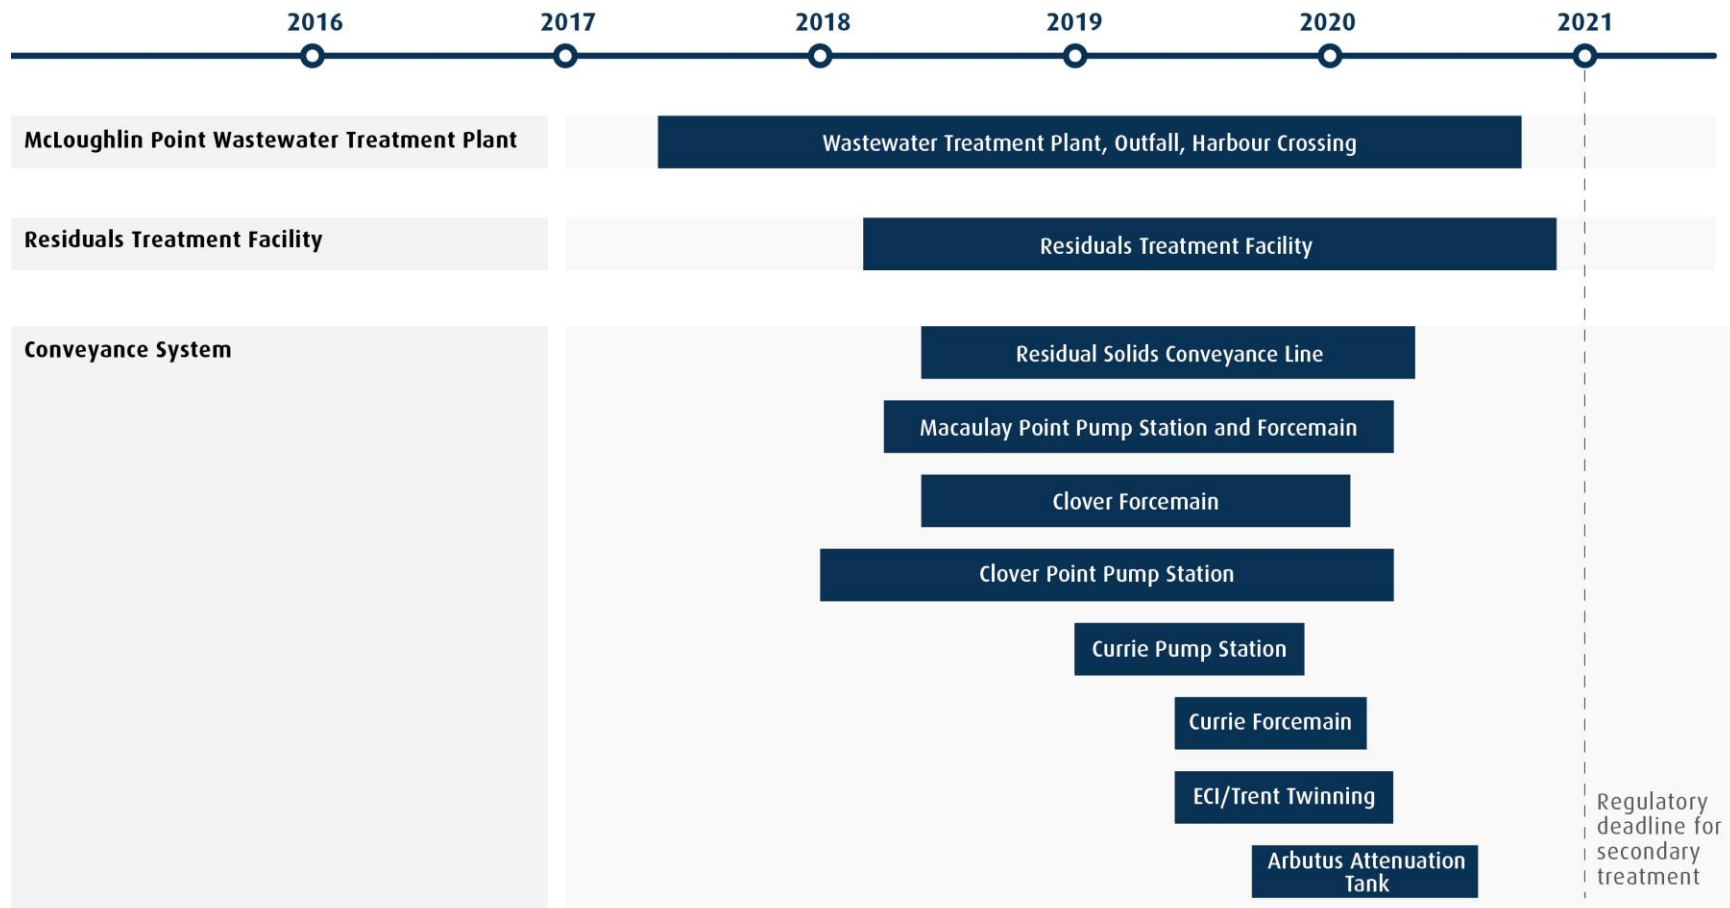 2016 2017 2018 2019 2020 2021
McLoughlin Point Wastewater Treatment Plant
Wastewater Treatment Plant, Outfall, Harbour Crossing
Residuals Treatment Facility
Residuals Treatment Facility
Conveyance System
Residual Solids Conveyance Line
Macaulay Point Pump Station and Forcemain
Clover Forcemain
Clover Point Pump Station
Currie Pump Station
Currie Forcemain
ECI/Trent Twinning
Arbutus Attenuation
Tank
Regulatory
deadline for
secondary
treatment